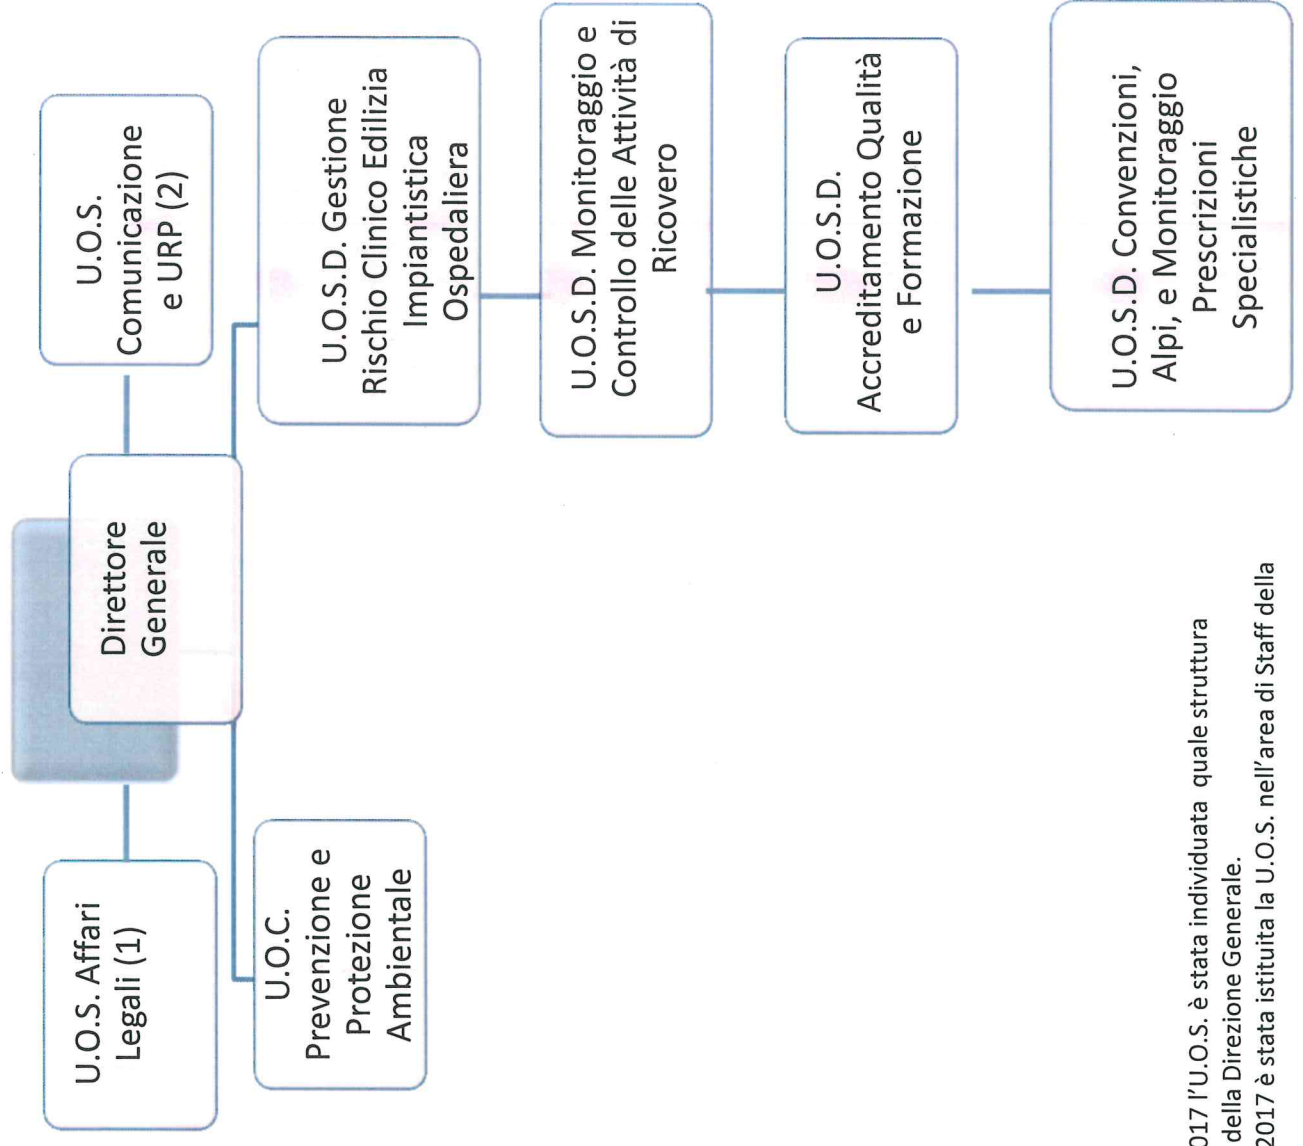 U.O.S. Affari
Legali (1)
Direttore
Generale
U.O.S.
Comunicazione
e URP (2)
U.O.C.
Prevenzione e
Protezione
Ambientale
U.O.S.D. Gestione
Rischio Clinico Edilizia
Impiantistica
Ospedaliera
U.O.S.D. Monitoraggio e
Controllo delle Attività di
Ricovero
U.O.S.D.
Accreditamento Qualità
e Formazione
U.O.S.D. Convenzioni,
Alpi, e Monitoraggio
Prescrizioni
Specialistiche
017 l'U.O.S. è stata individuata quale struttura
della Direzione Generale.
2017 è stata istituita la U.O.S. nell'area di Staff della